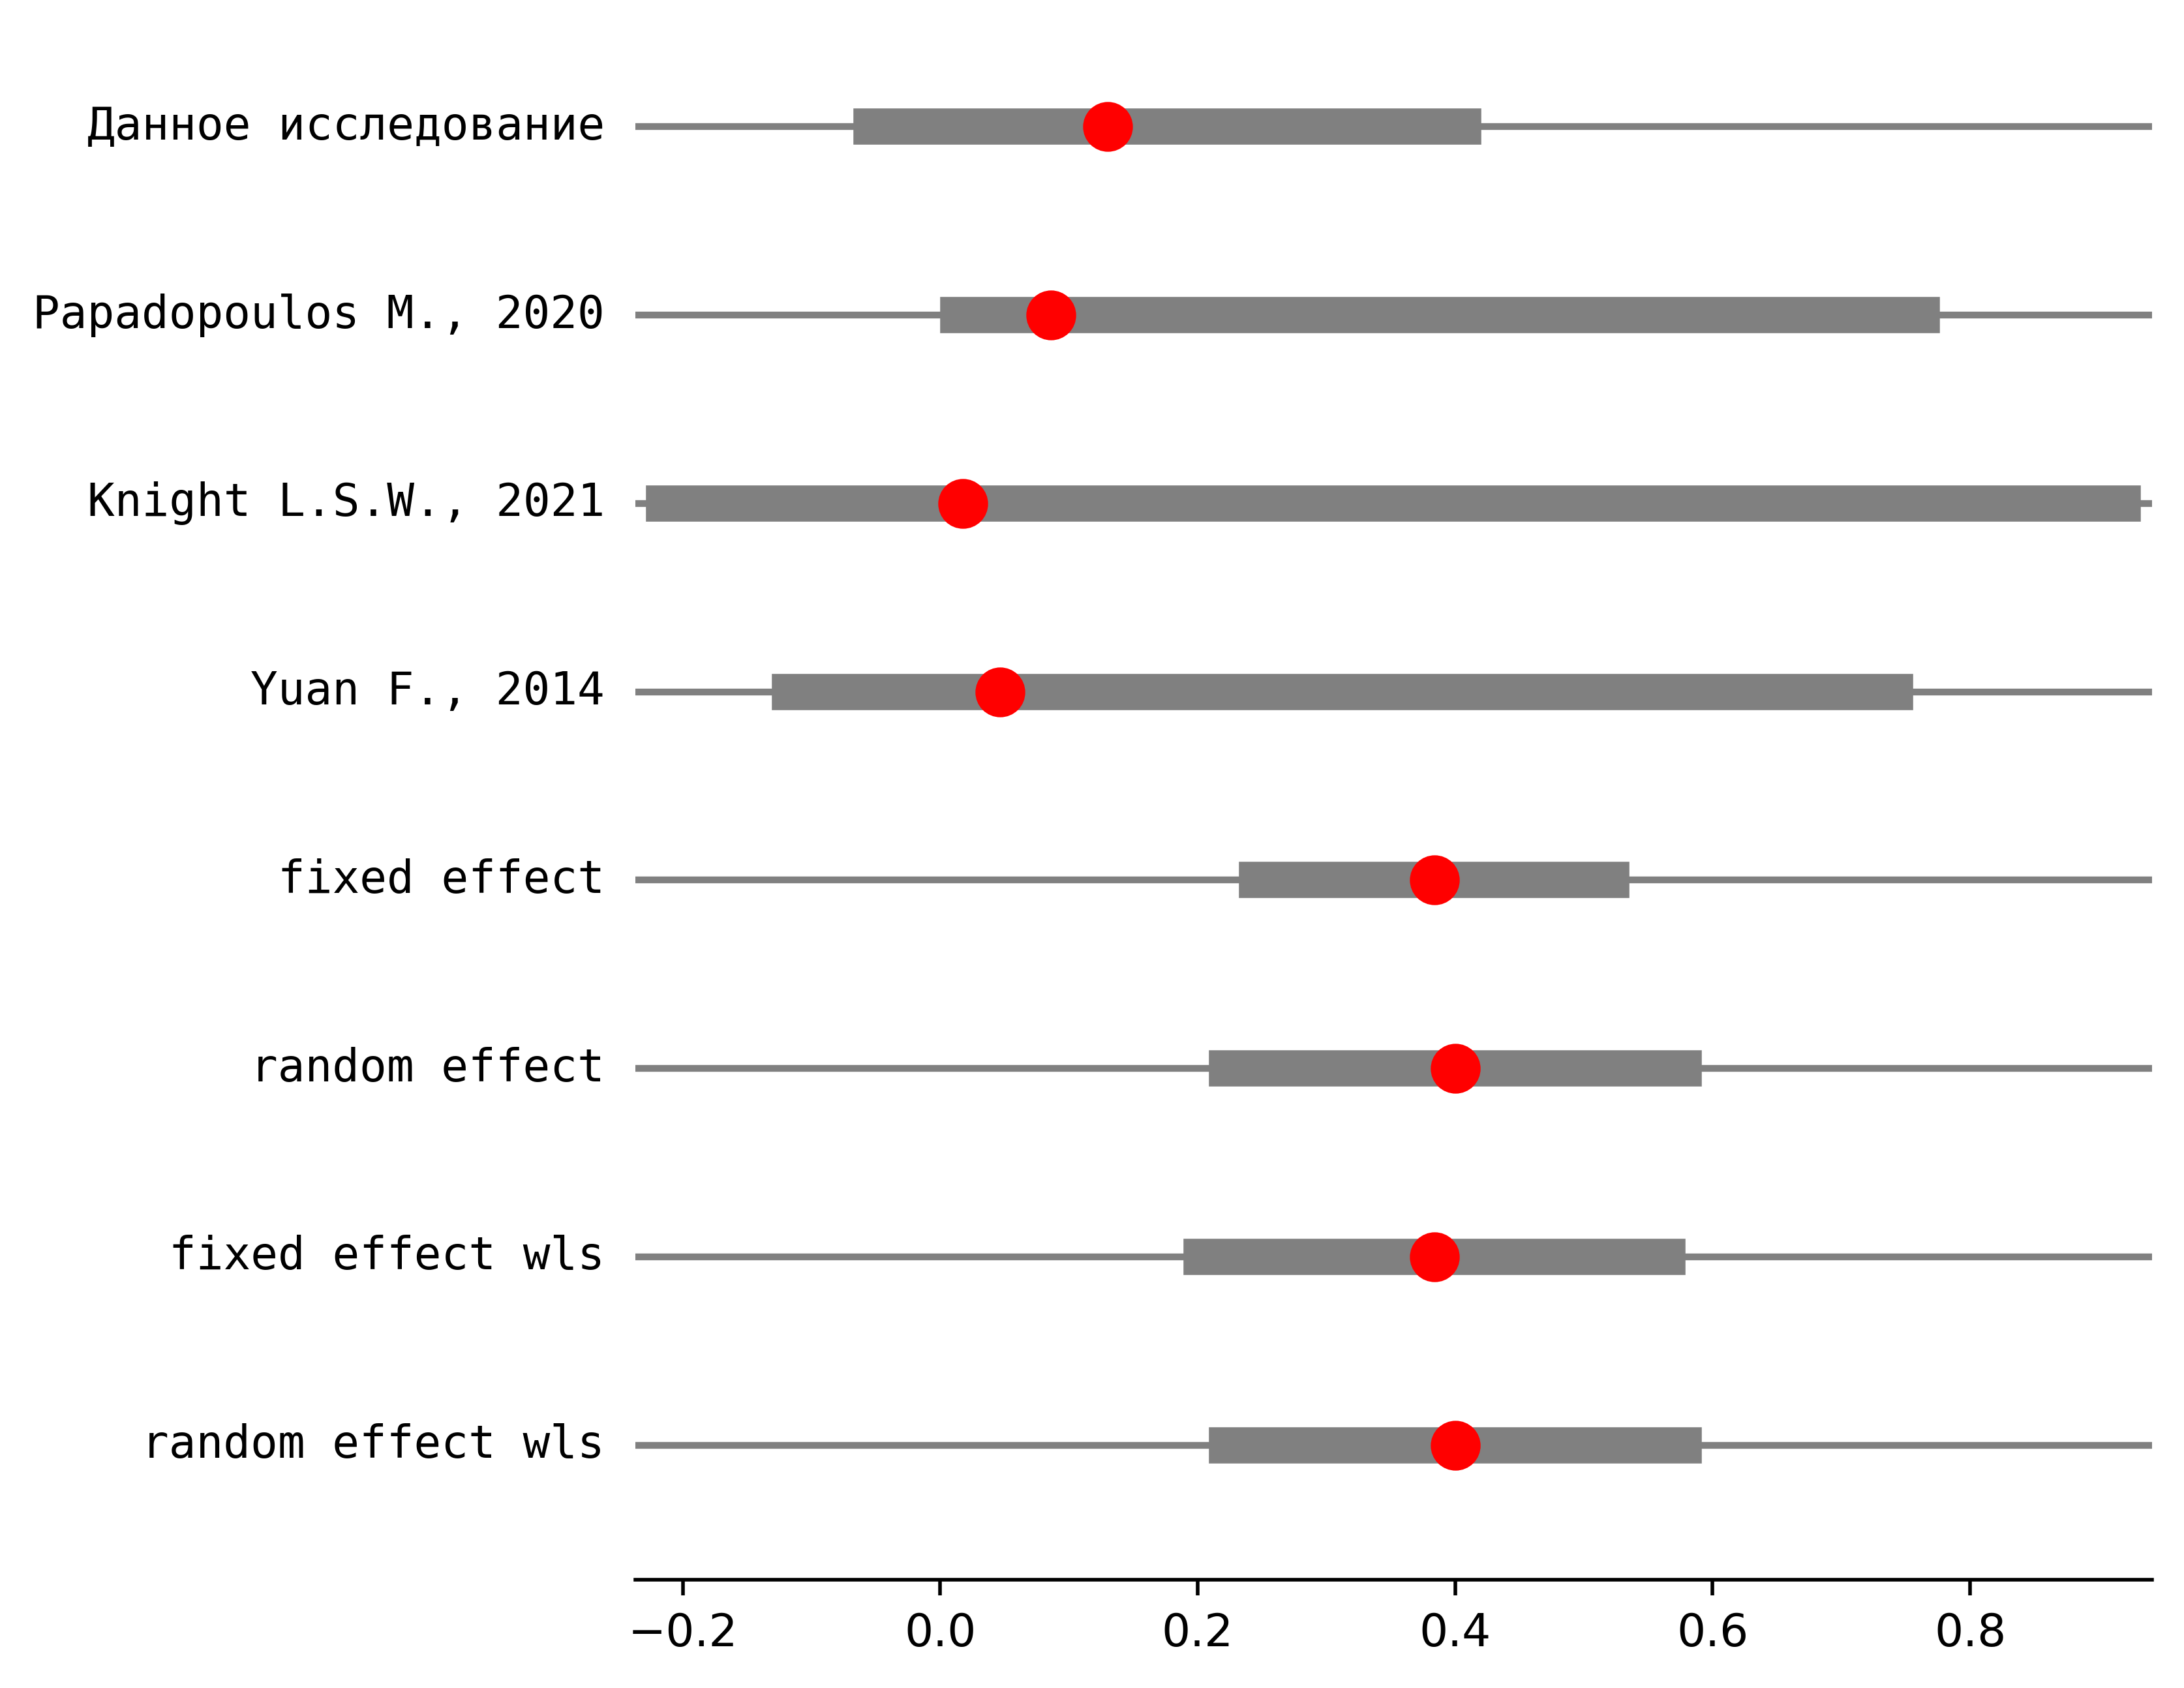 Данное исследование
Papadopoulos M., 2020
Knight L.S.W., 2021
Yuan F., 2014
fixed effect
random effect
fixed effect wls
random effect wls
−0.2 0.0 0.2 0.4 0.6 0.8